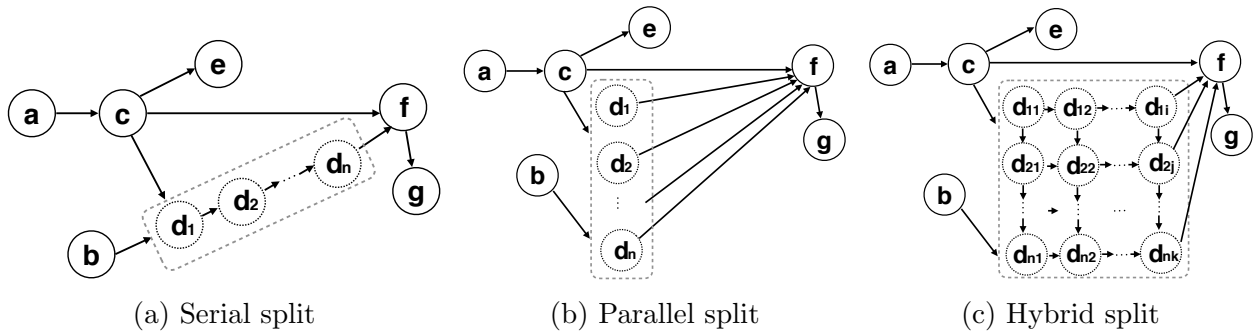 a
c
e
f
g
b
d1
d2
...
dn
(a) Serial split
a
c
e
f
g
b
d1
d2
⋮
dn
(b) Parallel split
a
c
e
f
g
b
d11 d12 ... d1i
d21 d22 ... d2j
⋮ ⋮ ... ⋮
dn1 dn2 ... dnk
(c) Hybrid split